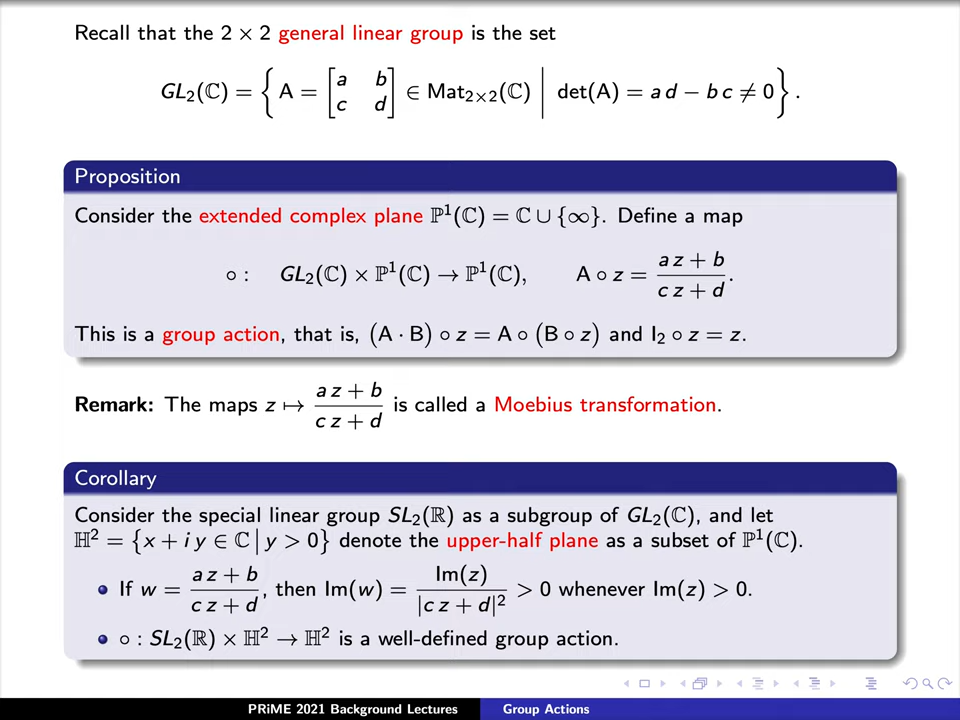 Recall that the 2 × 2 general linear group is the set
GL₂(ℂ) = { A = [a b; c d] ∈ Mat₂ₓ₂(ℂ) | det(A) = a d − b c ≠ 0 }.
Proposition
Consider the extended complex plane ℙ¹(ℂ) = ℂ ∪ {∞}. Define a map
∘ : GL₂(ℂ) × ℙ¹(ℂ) → ℙ¹(ℂ), A ∘ z = (a z + b)/(c z + d).
This is a group action, that is, (A · B) ∘ z = A ∘ (B ∘ z) and I₂ ∘ z = z.
Remark: The maps z ↦ (a z + b)/(c z + d) is called a Moebius transformation.
Corollary
Consider the special linear group SL₂(ℝ) as a subgroup of GL₂(ℂ), and let
ℍ² = {x + i y ∈ ℂ | y > 0} denote the upper-half plane as a subset of ℙ¹(ℂ).
• If w = (a z + b)/(c z + d), then Im(w) = Im(z)/|c z + d|² > 0 whenever Im(z) > 0.
• ∘ : SL₂(ℝ) × ℍ² → ℍ² is a well-defined group action.
PRiME 2021 Background Lectures Group Actions